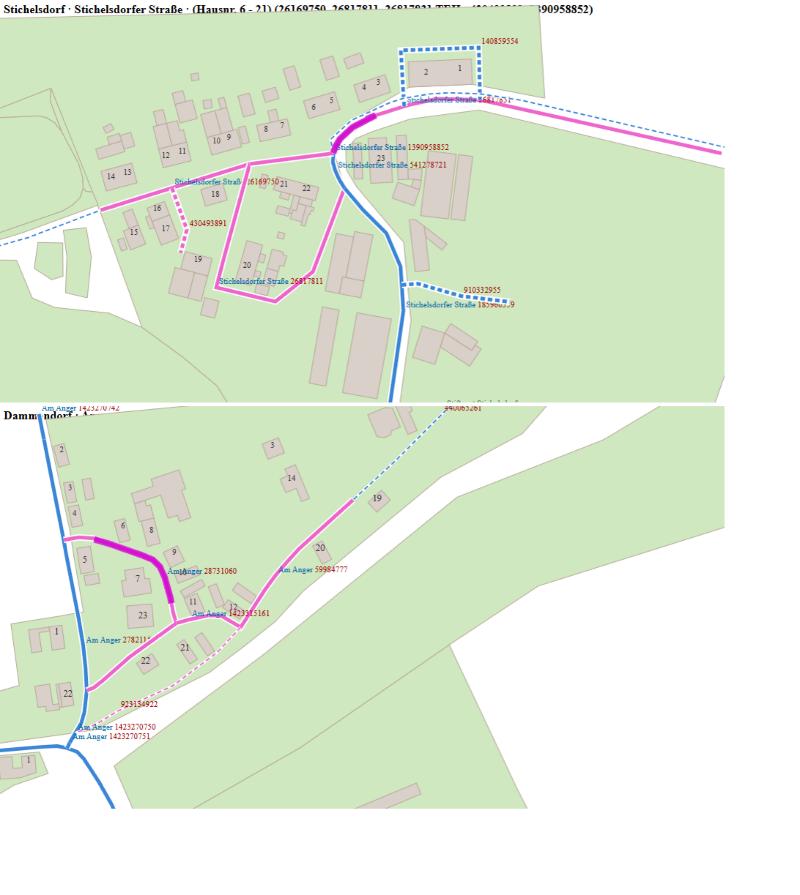 Stichelsdorf · Stichelsdorfer Straße · (Hausnr. 6 - 21) (26169750, 26817811,
140859554
2 1
4 3
6 5
Stichelsdorfer Straße
8 7
10 9
12 11
Stichelsdorfer Straße 1390958852
23
Stichelsdorfer Straße 541278721
14 13
Stichelsdorfer
21 22
18
16
17
15
430493891
19
20
Stichelsdorfer Straße 26817811
910332955
Stichelsdorfer Straße
Am Anger 1423270742
2
3
3
14
4
19
6 8
9
5
20
7
Am Anger 28731060
Am Anger 59984777
11
12
Am Anger 1423315161
23
1
Am Anger
21
22
22
923154922
Am Anger 1423270750
Am Anger 1423270751
1